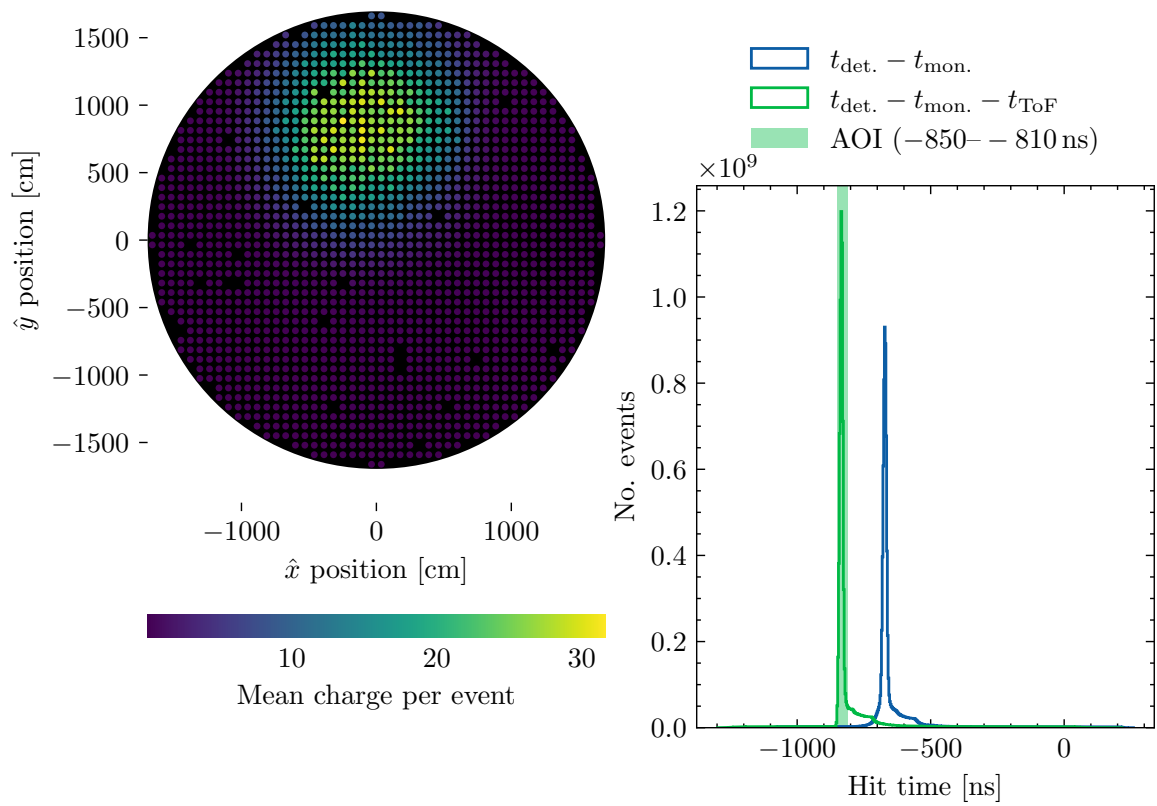 1500
1000
500
0
−500
−1000
−1500
ŷ position [cm]
−1000 0 1000
x̂ position [cm]
10 20 30
Mean charge per event
t_det. − t_mon.
t_det. − t_mon. − t_ToF
AOI (−850– − 810 ns)
×10⁹
1.2
1.0
0.8
0.6
0.4
0.2
0.0
No. events
−1000 −500 0
Hit time [ns]